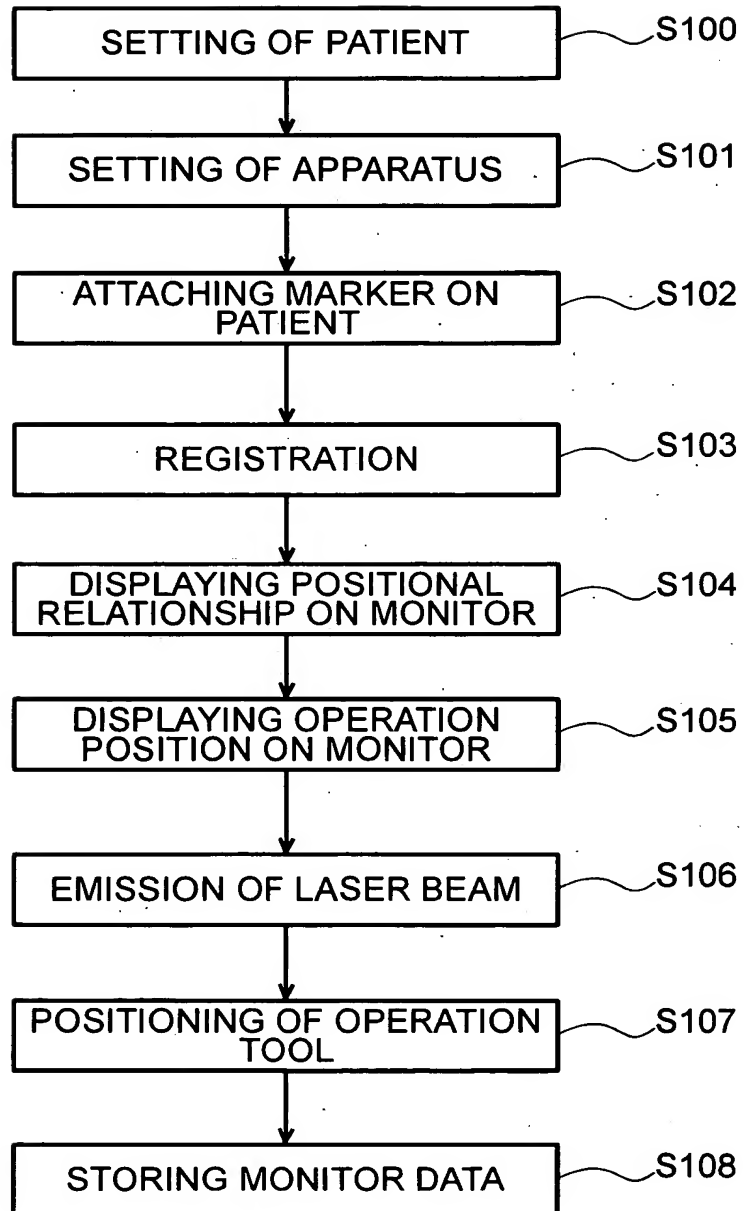 SETTING OF PATIENT
S100
SETTING OF APPARATUS
S101
ATTACHING MARKER ON
PATIENT
S102
REGISTRATION
S103
DISPLAYING POSITIONAL
RELATIONSHIP ON MONITOR
S104
DISPLAYING OPERATION
POSITION ON MONITOR
S105
EMISSION OF LASER BEAM
S106
POSITIONING OF OPERATION
TOOL
S107
STORING MONITOR DATA
S108